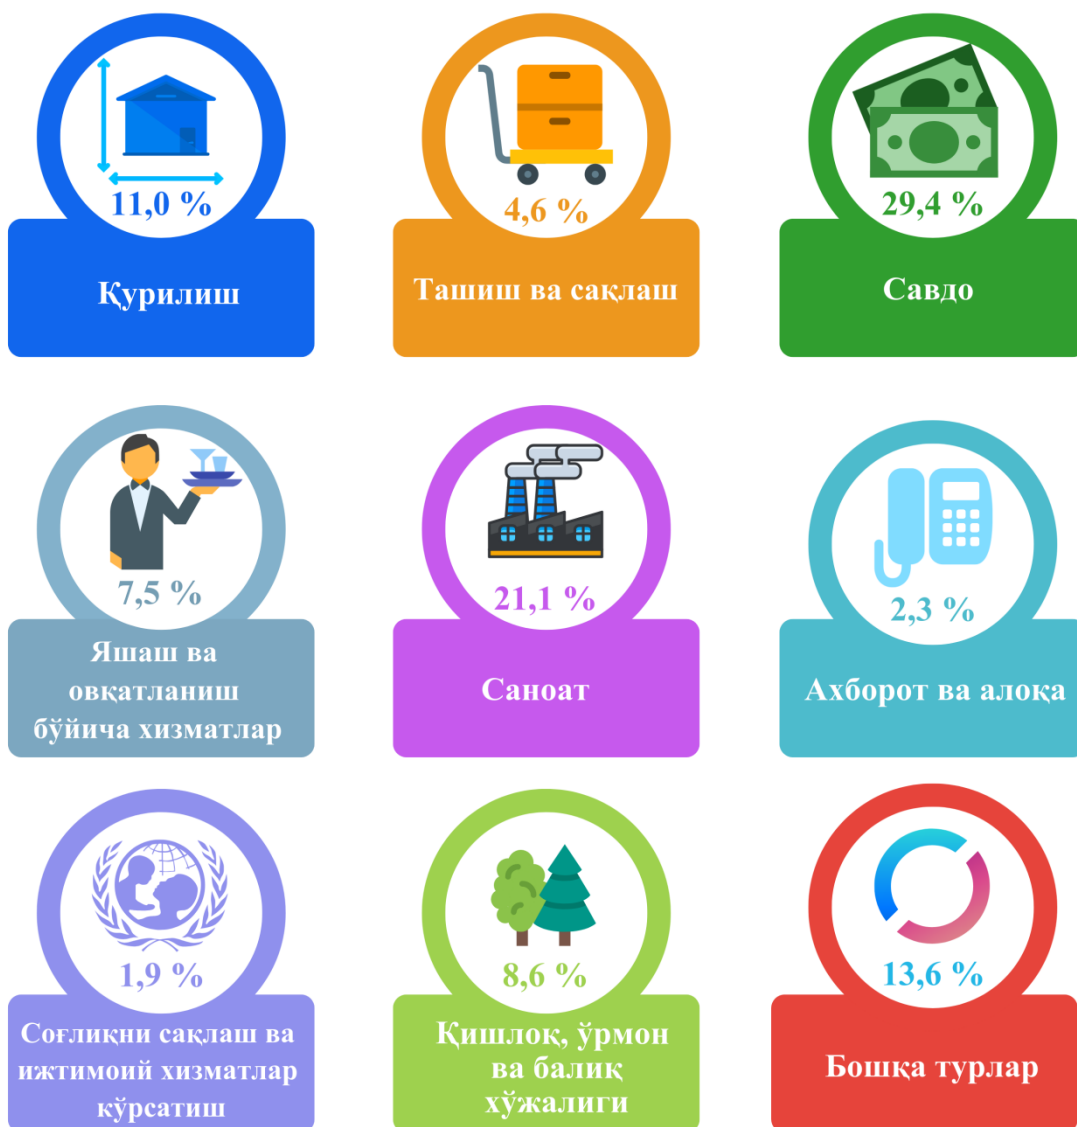 11,0 %
Қурилиш
4,6 %
Ташиш ва сақлаш
29,4 %
Савдо
7,5 %
Яшаш ва
овқатланиш
бўйича хизматлар
21,1 %
Саноат
2,3 %
Ахборот ва алоқа
1,9 %
Соғлиқни сақлаш ва
ижтимоий хизматлар
кўрсатиш
8,6 %
Қишлоқ, ўрмон
ва балиқ
хўжалиги
13,6 %
Бошқа турлар